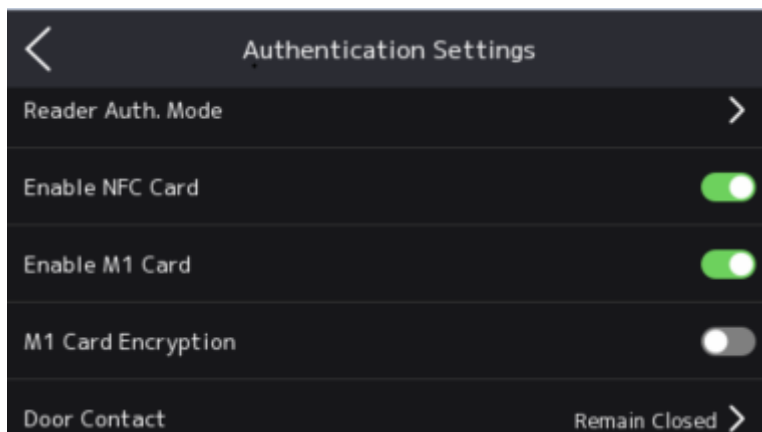 Authentication Settings
Reader Auth. Mode
Enable NFC Card
Enable M1 Card
M1 Card Encryption
Door Contact Remain Closed